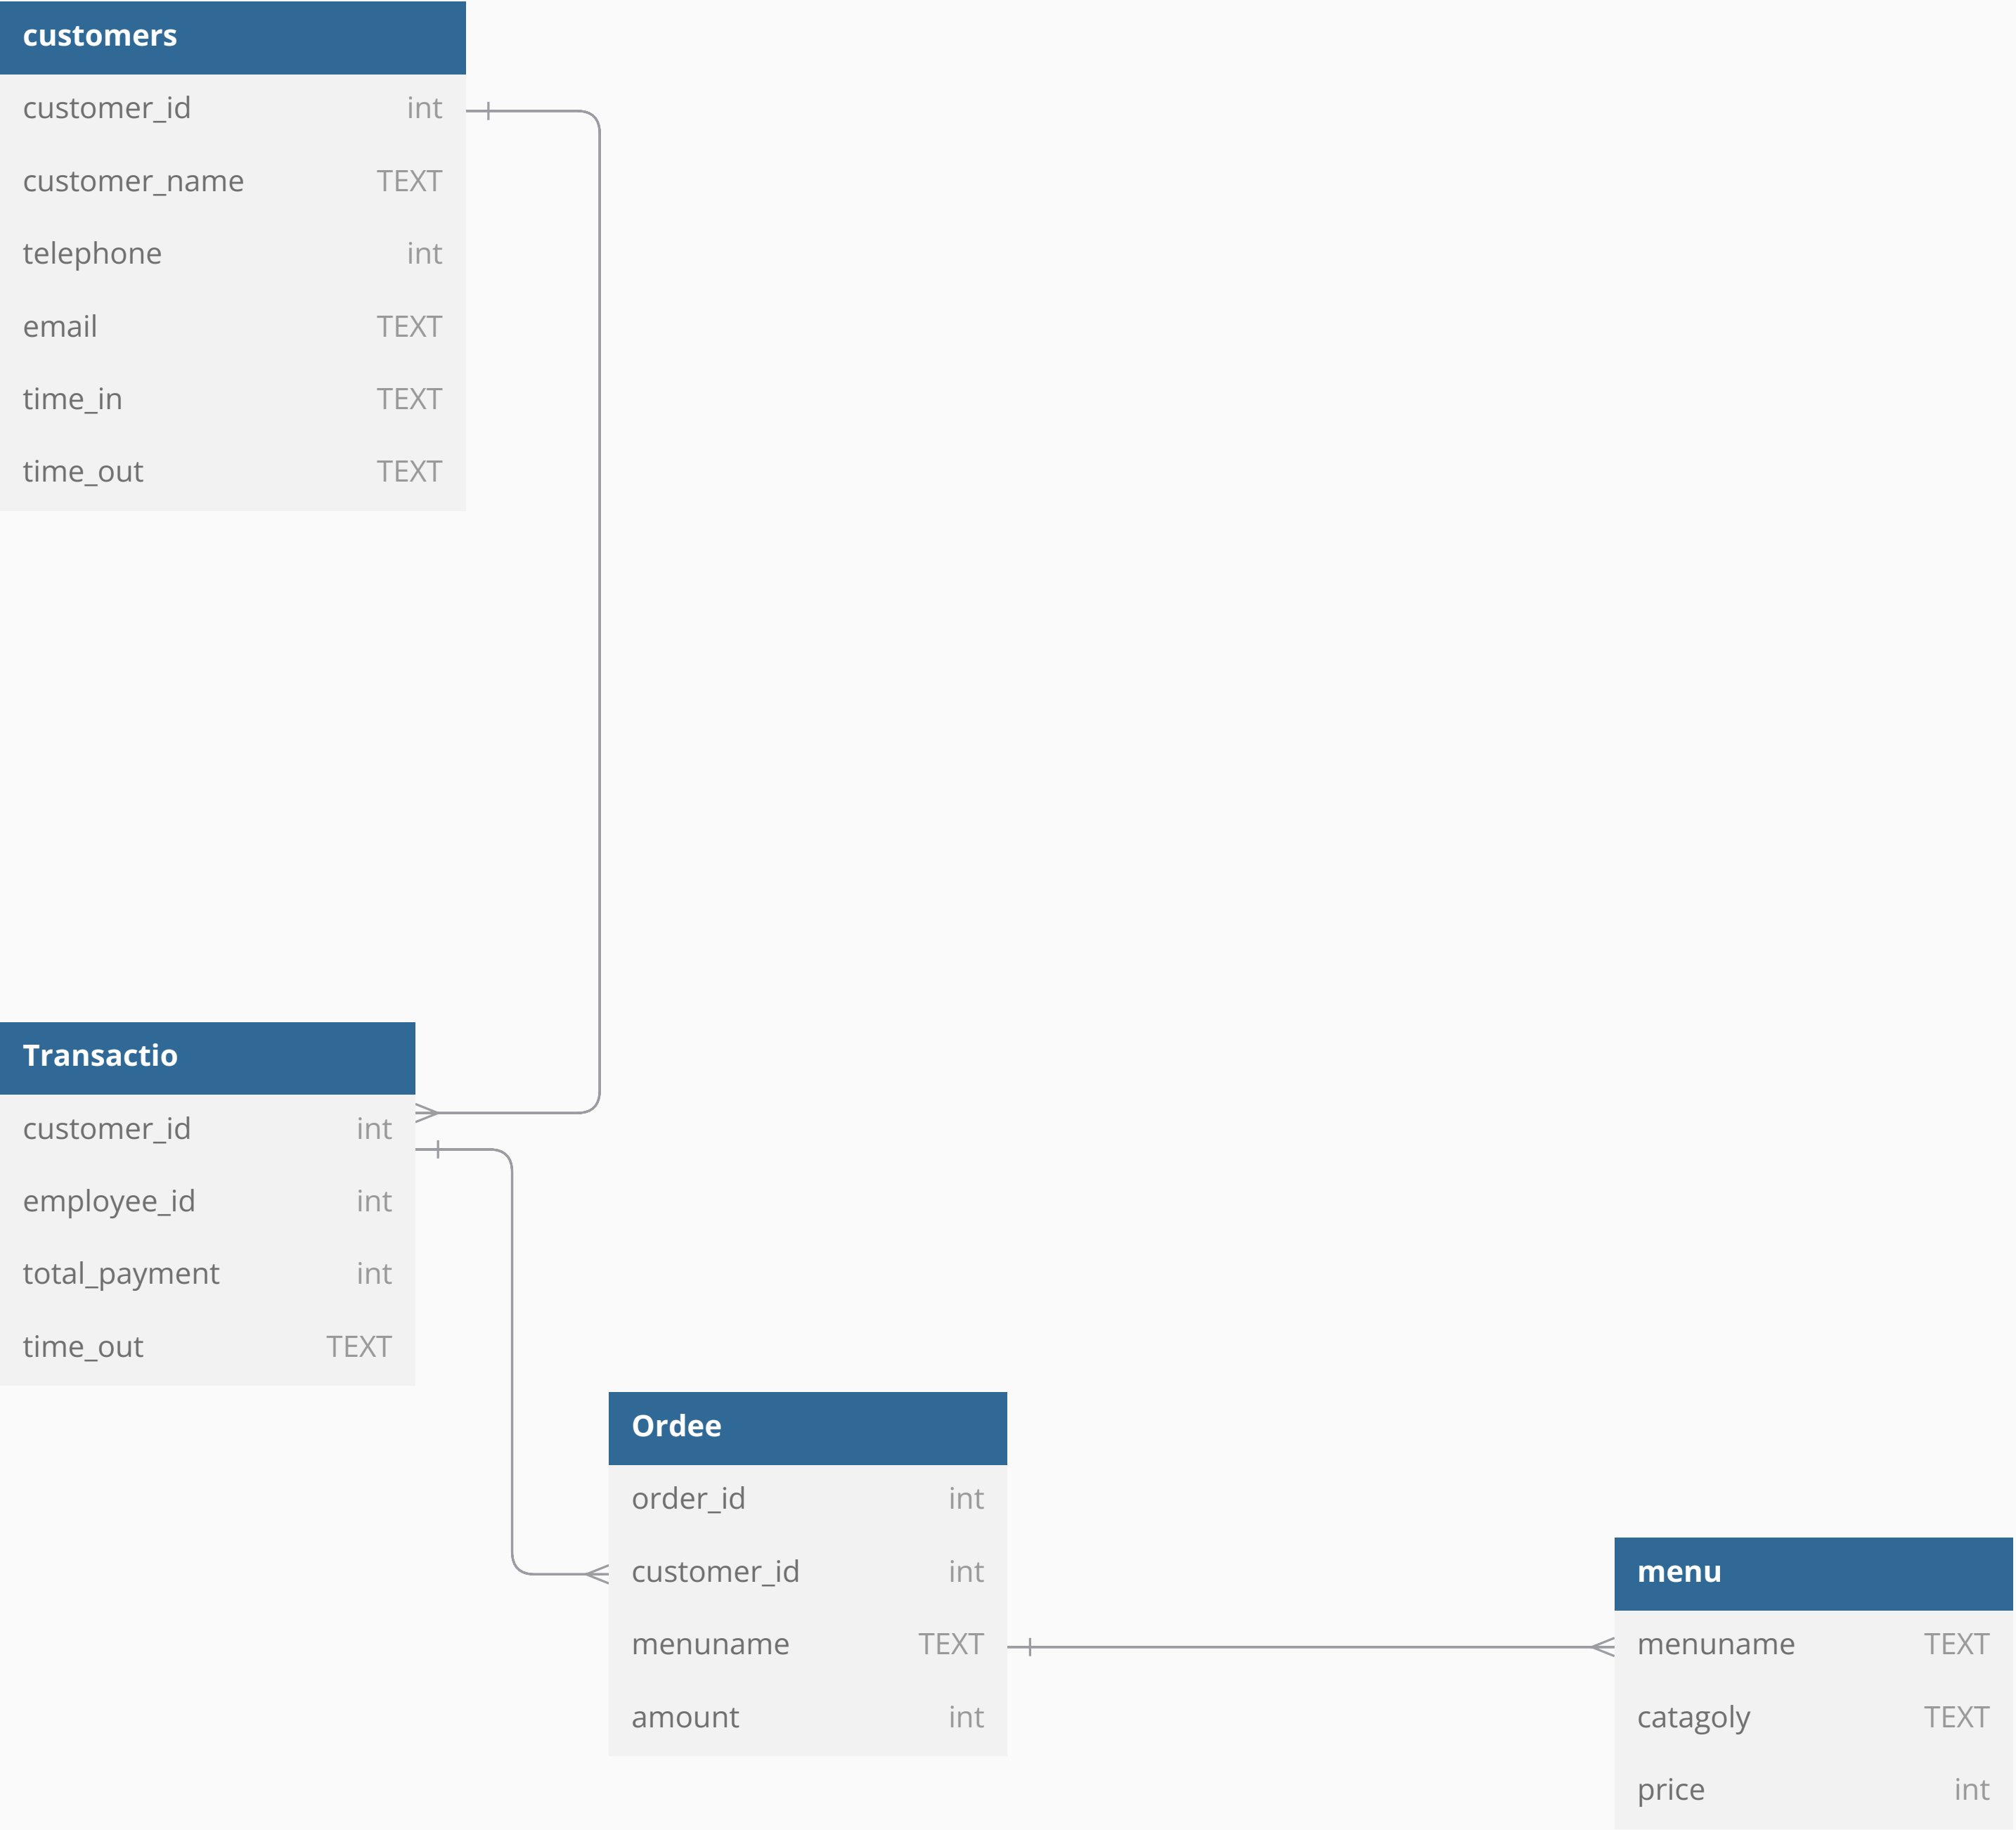 customers
customer_id int
customer_name TEXT
telephone int
email TEXT
time_in TEXT
time_out TEXT
Transactio
customer_id int
employee_id int
total_payment int
time_out TEXT
Ordee
order_id int
customer_id int
menuname TEXT
amount int
menu
menuname TEXT
catagoly TEXT
price int